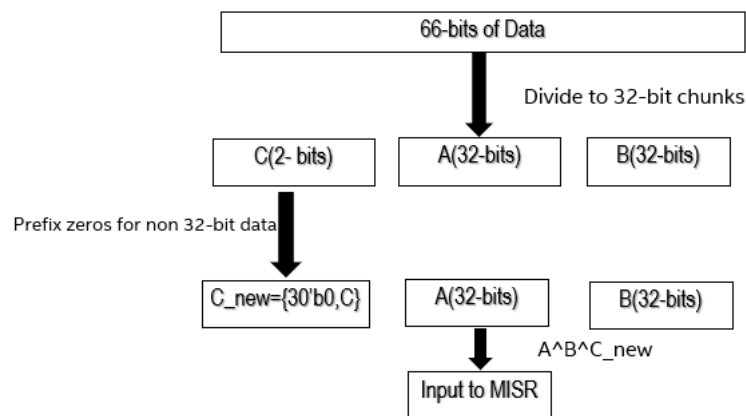 66-bits of Data
Divide to 32-bit chunks
C(2- bits)
A(32-bits)
B(32-bits)
Prefix zeros for non 32-bit data
C_new={30'b0,C}
A(32-bits)
B(32-bits)
A^B^C_new
Input to MISR